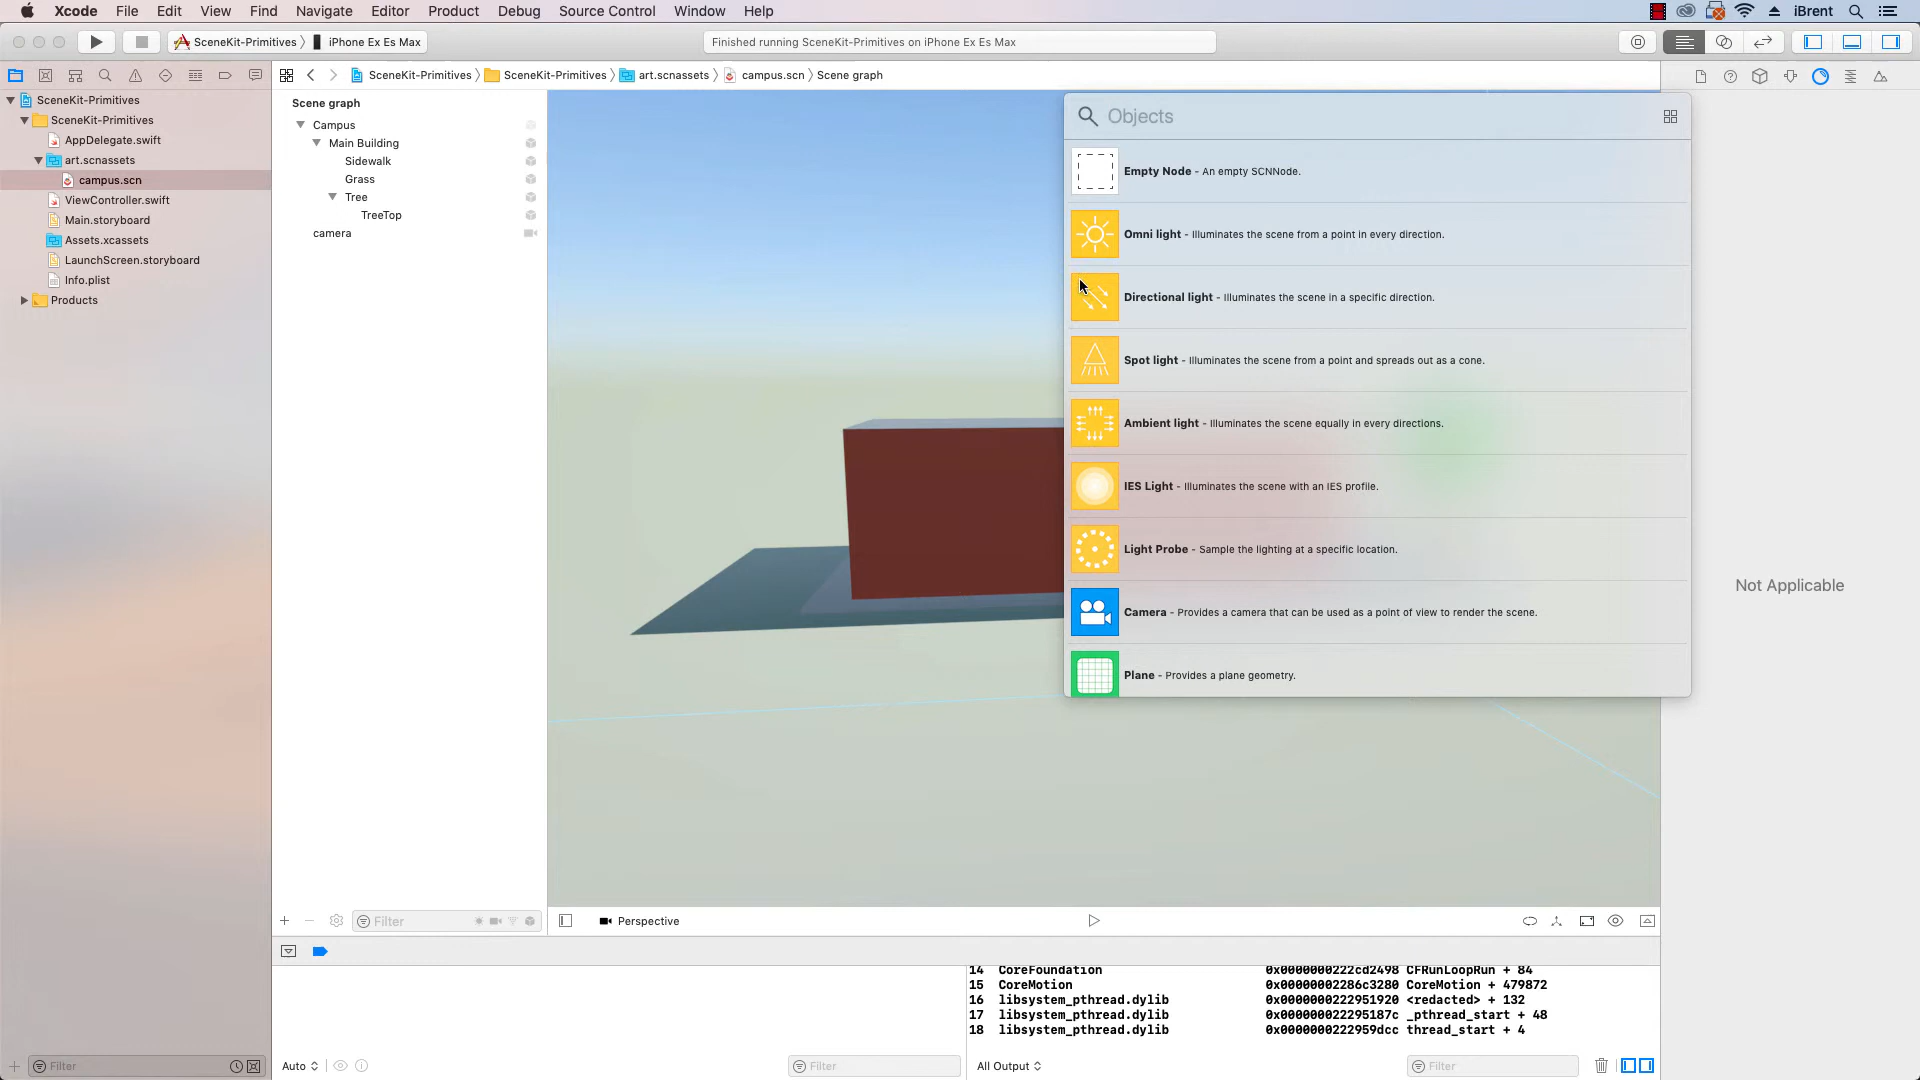 Xcode File Edit View Find Navigate Editor Product Debug Source Control Window Help iBrent
SceneKit-Primitives iPhone Ex Es Max Finished running SceneKit-Primitives on iPhone Ex Es Max
SceneKit-Primitives SceneKit-Primitives art.scnassets campus.scn Scene graph
SceneKit-Primitives
SceneKit-Primitives
AppDelegate.swift
art.scnassets
campus.scn
ViewController.swift
Main.storyboard
Assets.xcassets
LaunchScreen.storyboard
Info.plist
Products
Filter
Scene graph
Campus
Main Building
Sidewalk
Grass
Tree
TreeTop
camera
Filter
Perspective
Objects
Empty Node - An empty SCNNode.
Omni light - Illuminates the scene from a point in every direction.
Directional light - Illuminates the scene in a specific direction.
Spot light - Illuminates the scene from a point and spreads out as a cone.
Ambient light - Illuminates the scene equally in every directions.
IES Light - Illuminates the scene with an IES profile.
Light Probe - Sample the lighting at a specific location.
Camera - Provides a camera that can be used as a point of view to render the scene.
Plane - Provides a plane geometry.
Not Applicable
14 CoreFoundation 0x0000000222cd2498 CFRunLoopRun + 84
15 CoreMotion 0x00000002286c3280 CoreMotion + 479872
16 libsystem_pthread.dylib 0x0000000222951920 <redacted> + 132
17 libsystem_pthread.dylib 0x000000022295187c _pthread_start + 48
18 libsystem_pthread.dylib 0x0000000222959dcc thread_start + 4
Auto Filter All Output Filter